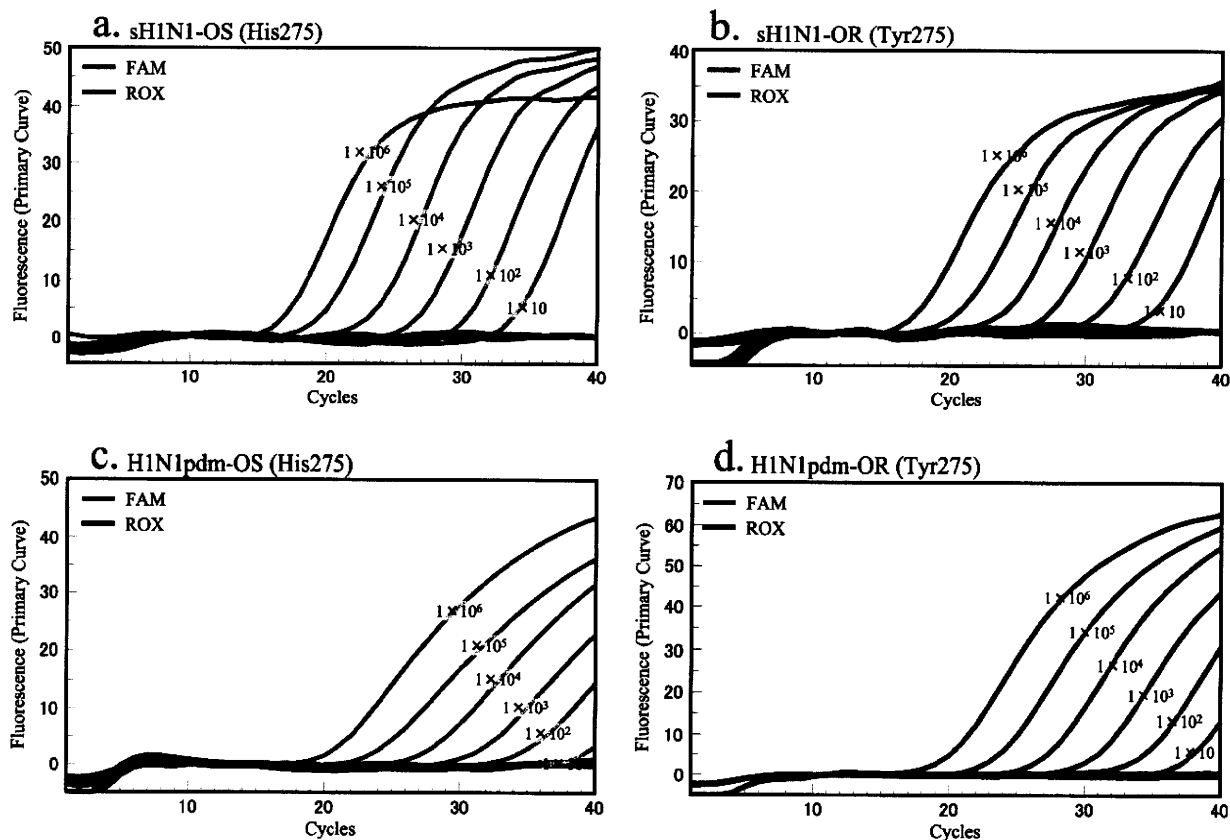 a. sH1N1-OS (His275)
50
FAM
40
ROX
30
20
10
0
Fluorescence (Primary Curve)
1 × 10⁶
1 × 10⁵
1 × 10⁴
1 × 10³
1 × 10²
1 × 10
10
20
30
40
Cycles
b. sH1N1-OR (Tyr275)
40
FAM
ROX
30
20
10
0
Fluorescence (Primary Curve)
1 × 10⁶
1 × 10⁵
1 × 10⁴
1 × 10³
1 × 10²
1 × 10
10
20
30
40
Cycles
c. H1N1pdm-OS (His275)
50
FAM
ROX
40
30
20
10
0
Fluorescence (Primary Curve)
1 × 10⁶
1 × 10⁵
1 × 10⁴
1 × 10³
1 × 10²
10
20
30
40
Cycles
d. H1N1pdm-OR (Tyr275)
70
FAM
60
ROX
50
40
30
20
10
0
Fluorescence (Primary Curve)
1 × 10⁶
1 × 10⁵
1 × 10⁴
1 × 10³
1 × 10²
1 × 10
10
20
30
40
Cycles